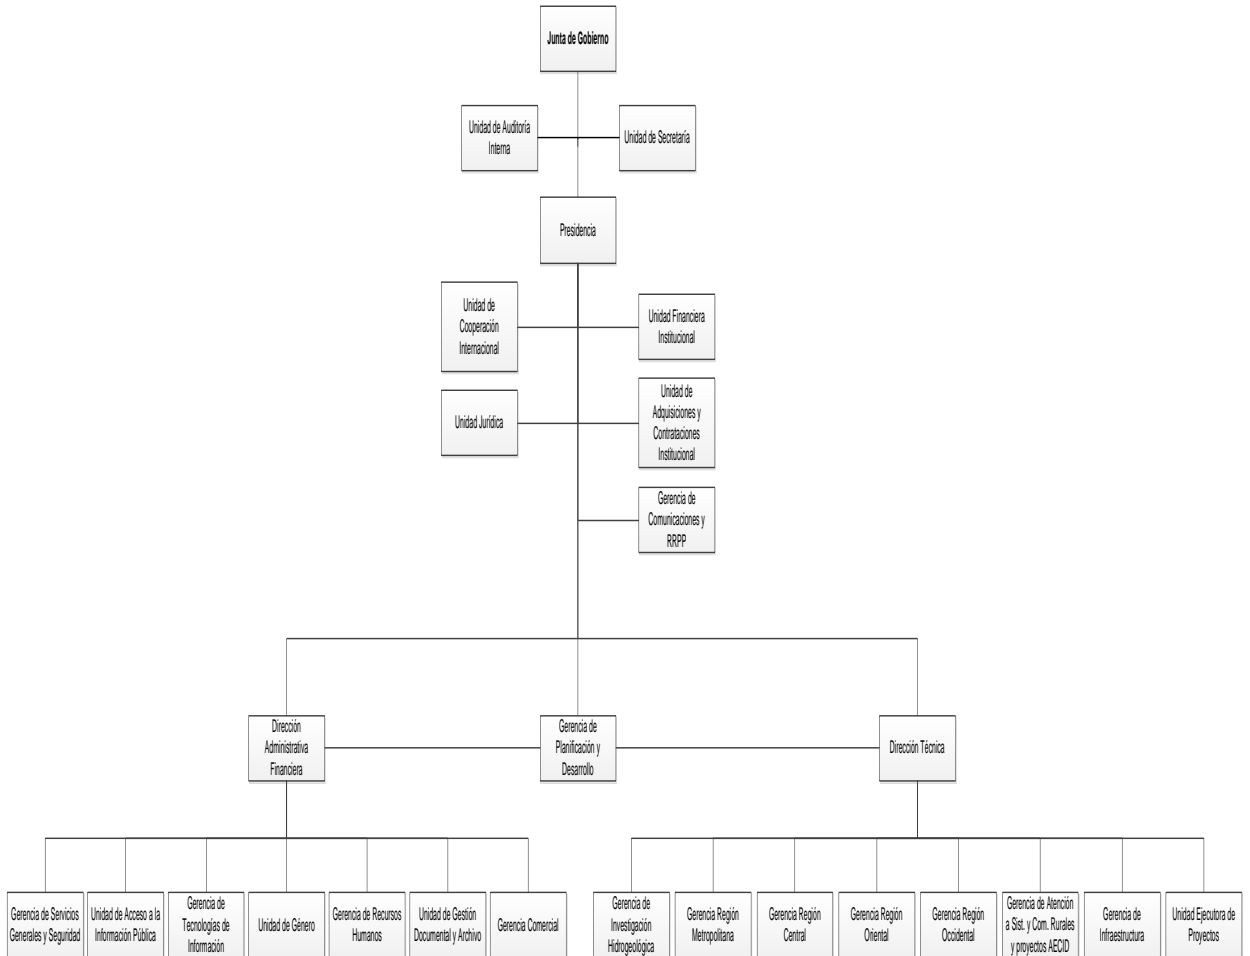 Junta de Gobierno
Unidad de Auditoría
Interna
Unidad de Secretaría
Presidencia
Unidad de
Cooperación
Internacional
Unidad Financiera
Institucional
Unidad Jurídica
Unidad de
Adquisiciones y
Contrataciones
Institucional
Gerencia de
Comunicaciones y
RRPP
Dirección
Administrativa
Financiera
Gerencia de
Planificación y
Desarrollo
Dirección Técnica
Gerencia de Servicios
Generales y Seguridad
Unidad de Acceso a la
Información Pública
Gerencia de
Tecnologías de
Información
Unidad de Género
Gerencia de Recursos
Humanos
Unidad de Gestión
Documental y Archivo
Gerencia Comercial
Gerencia de
Investigación
Hidrogeológica
Gerencia Región
Metropolitana
Gerencia Región
Central
Gerencia Región
Oriental
Gerencia Región
Occidental
Gerencia de Atención
a Sist. y Com. Rurales
y proyectos AECID
Gerencia de
Infraestructura
Unidad Ejecutora de
Proyectos